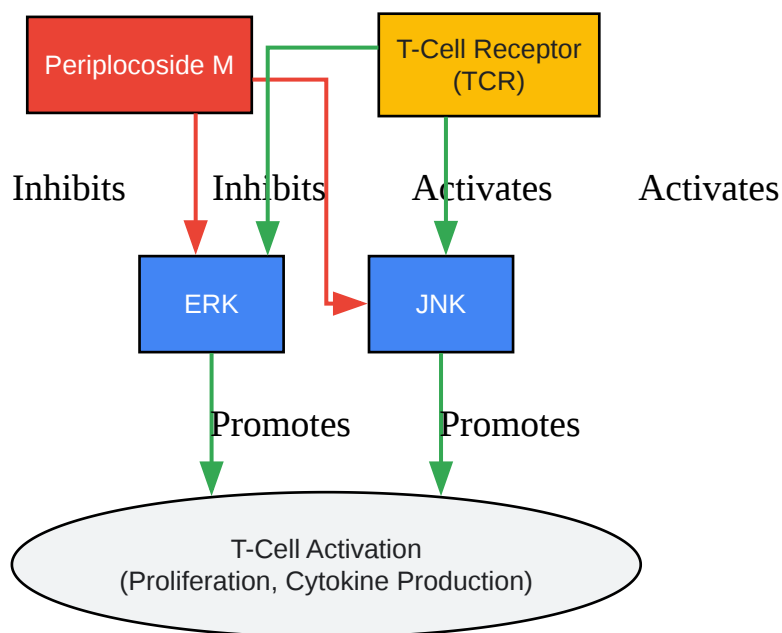 Periplocoside M
T-Cell Receptor
(TCR)
Inhibits
Inhibits
Activates
Activates
ERK
JNK
Promotes
Promotes
T-Cell Activation
(Proliferation, Cytokine Production)